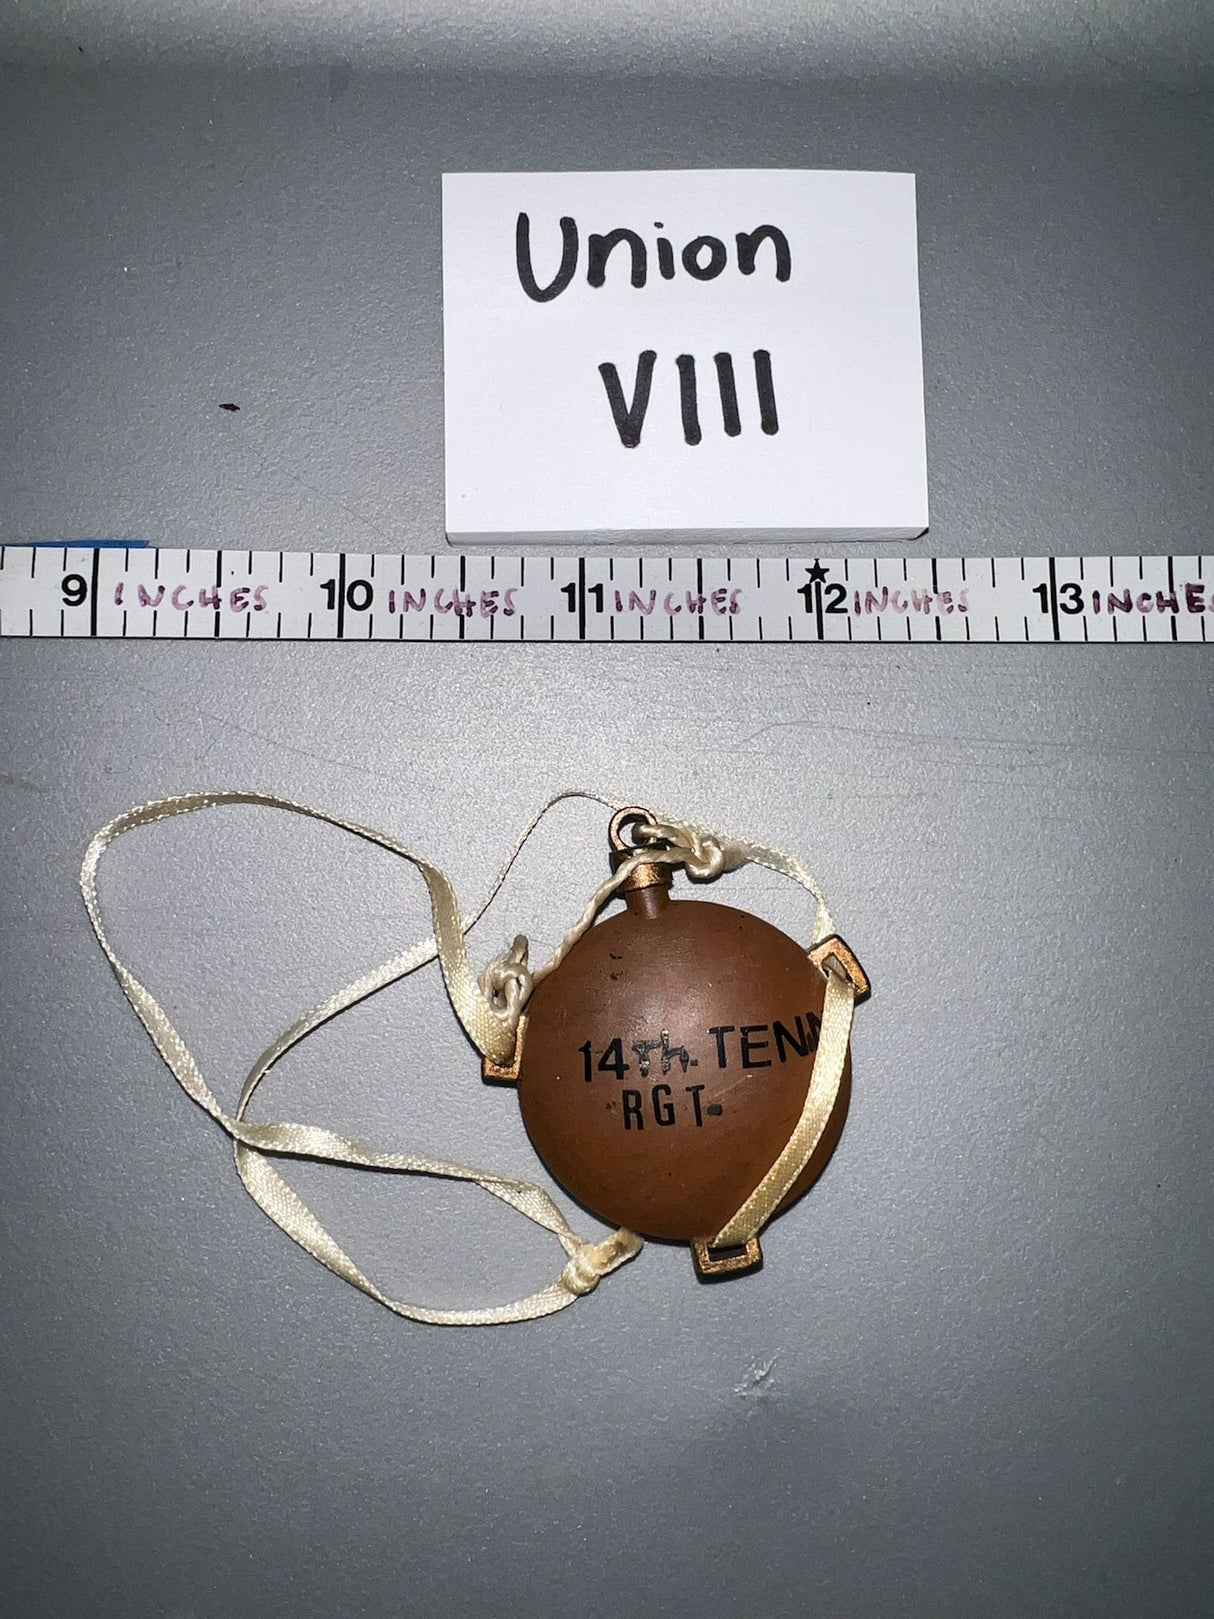 Union
VIII
9 INCHES 10 INCHES 11 INCHES 12 INCHES 13 INCHES
14Th. TENN
RGT.